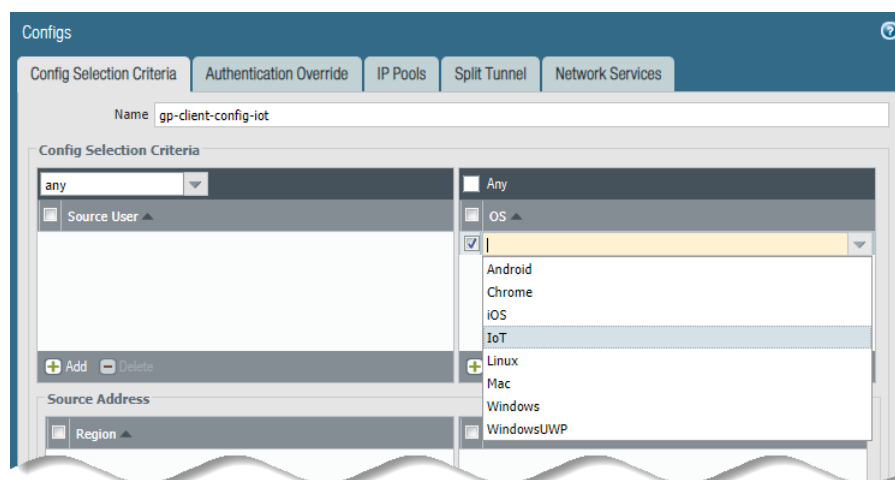 Configs
Config Selection Criteria Authentication Override IP Pools Split Tunnel Network Services
Name gp-client-config-iot
Config Selection Criteria
any
Any
Source User
OS
Android
Chrome
iOS
IoT
Linux
Mac
Windows
WindowsUWP
Add Delete
Source Address
Region